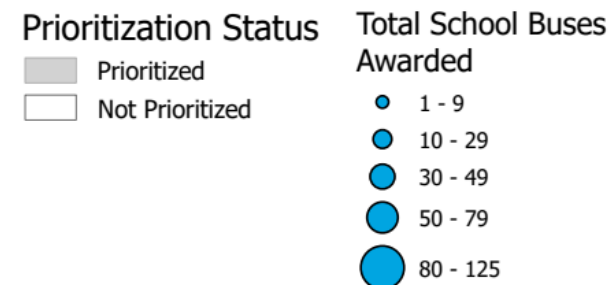 Prioritization Status
Prioritized
Not Prioritized
Total School Buses
Awarded
1 - 9
10 - 29
30 - 49
50 - 79
80 - 125